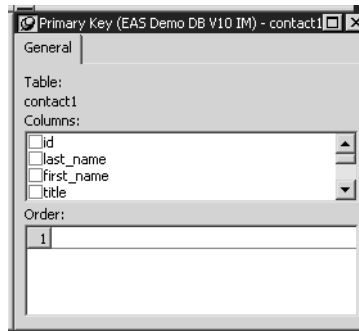 Primary Key (EAS Demo DB V10 IM) - contact1
General
Table:
contact1
Columns:
id
last_name
first_name
title
Order:
1